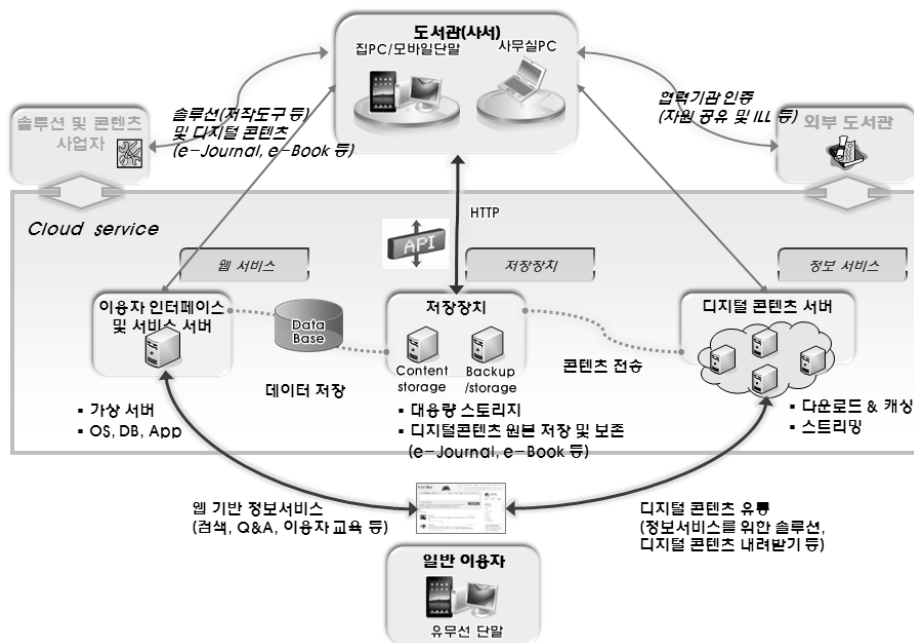 도서관(사서)
집PC/모바일단말
사무실PC
솔루션 및 콘텐츠
사업자
솔루션(저작도구 등)
및 디지털 콘텐츠
(e-Journal, e-Book 등)
협력기관 인증
(자원 공유 및 ILL 등)
외부 도서관
Cloud service
HTTP
API
웹 서비스
저장장치
정보 서비스
이용자 인터페이스
및 서비스 서버
Data
Base
저장장치
Content
storage
Backup
/storage
디지털 콘텐츠 서버
데이터 저장
콘텐츠 전송
▪ 가상 서버
▪ OS, DB, App
▪ 대용량 스토리지
▪ 디지털콘텐츠 원본 저장 및 보존
(e-Journal, e-Book 등)
▪ 다운로드 & 캐싱
▪ 스트리밍
웹 기반 정보서비스
(검색, Q&A, 이용자 교육 등)
디지털 콘텐츠 유통
(정보서비스를 위한 솔루션,
디지털 콘텐츠 내려받기 등)
일반 이용자
유무선 단말